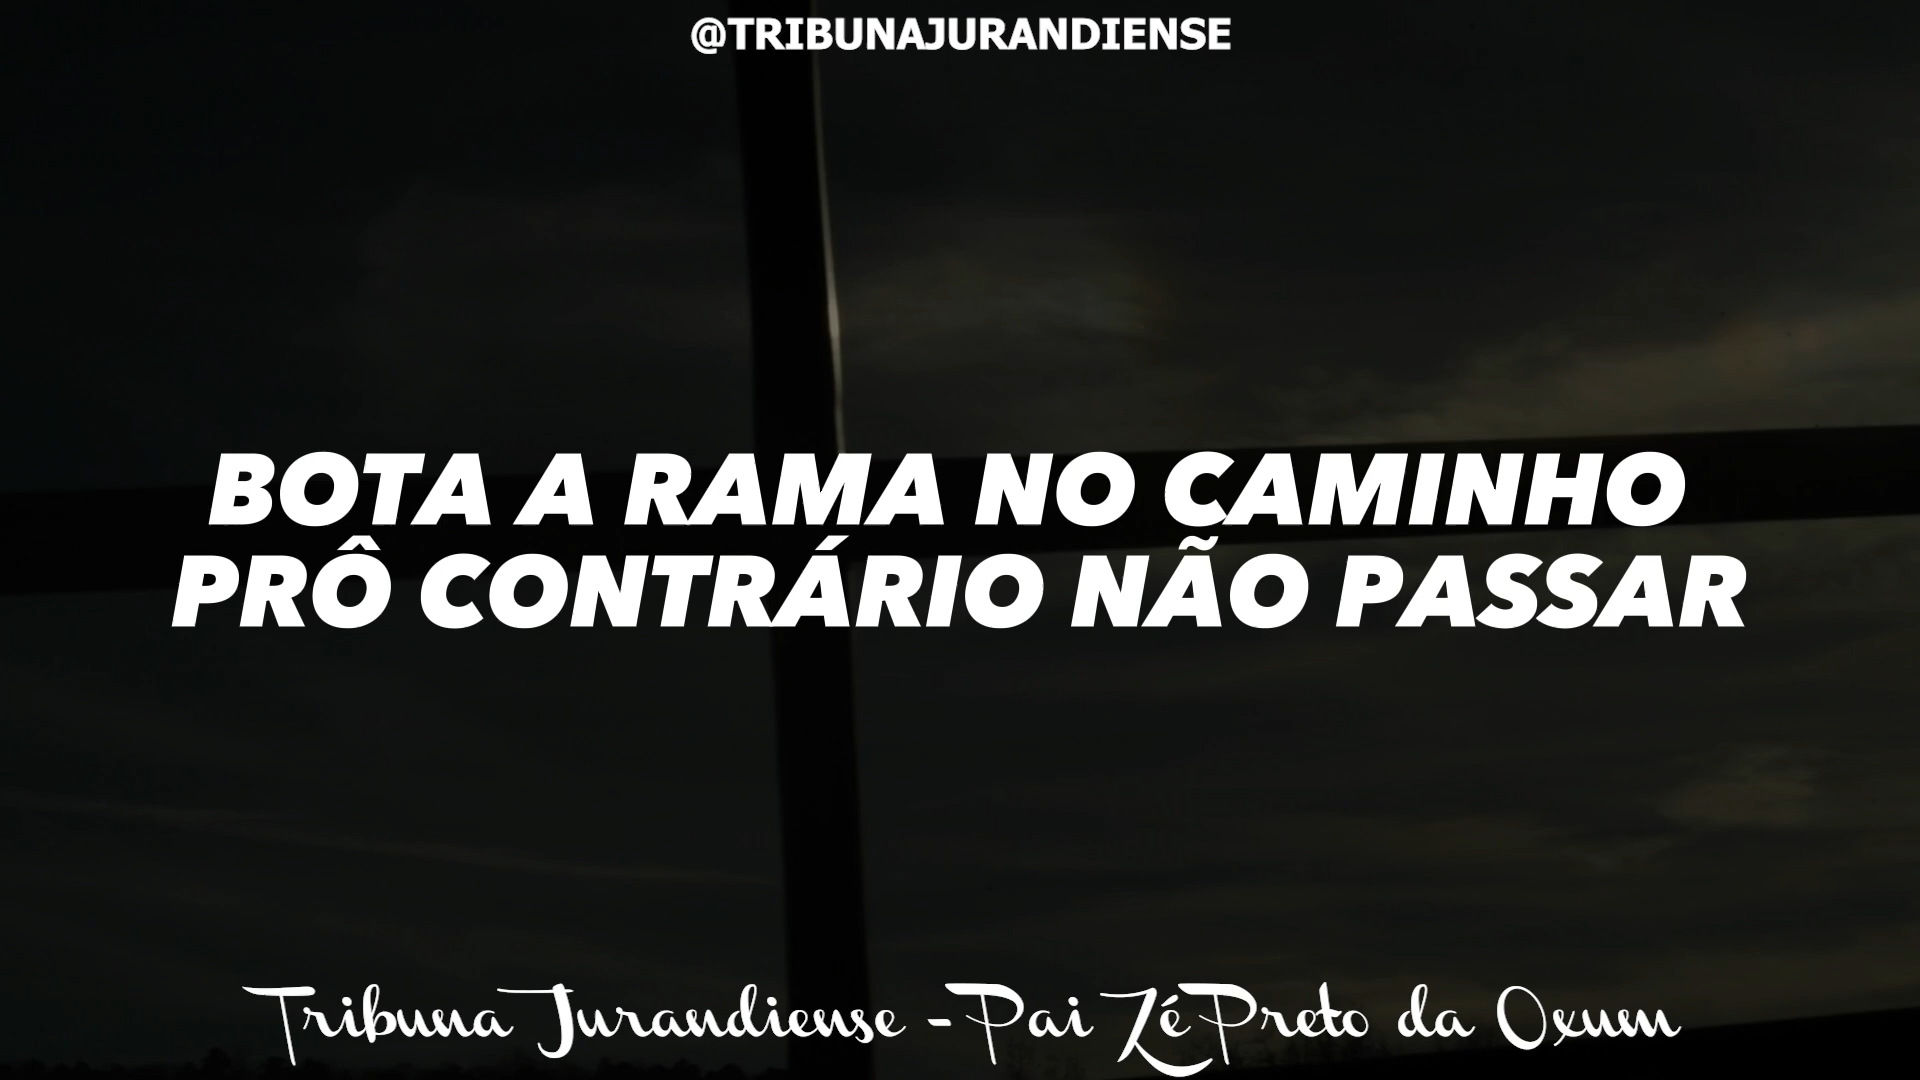 @TRIBUNAJURANDIENSE
BOTA A RAMA NO CAMINHO
PRÔ CONTRÁRIO NÃO PASSAR
Tribuna Jurandiense - Pai Zé Preto da Oxum